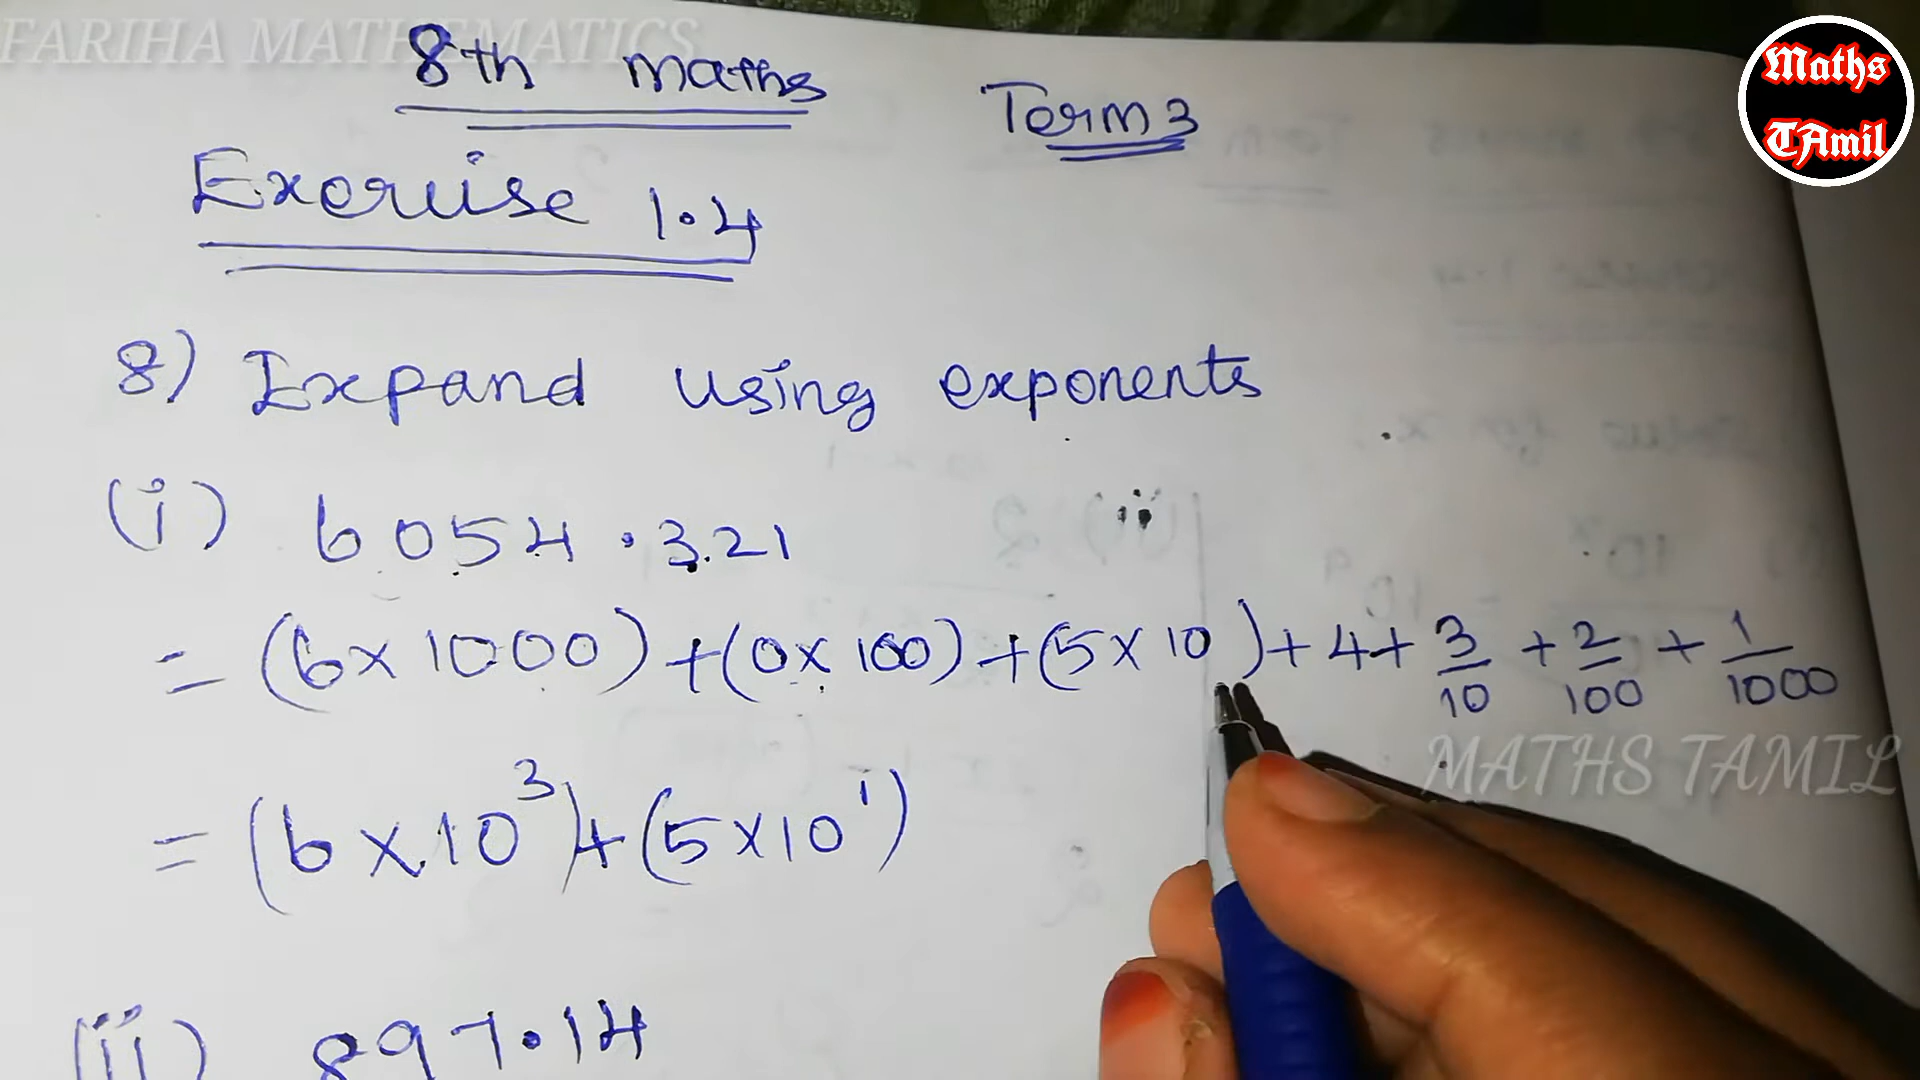 FARIHA MATHEMATICS
8th maths
Term 3
Maths
TAmil
Exercise 1.4
8) Expand using exponents
(i) 6054.321
= (6×1000)+(0×100)+(5×10)+4+3/10+2/100+1/1000
MATHS TAMIL
= (6×10³)+(5×10¹)
(ii) 897.14